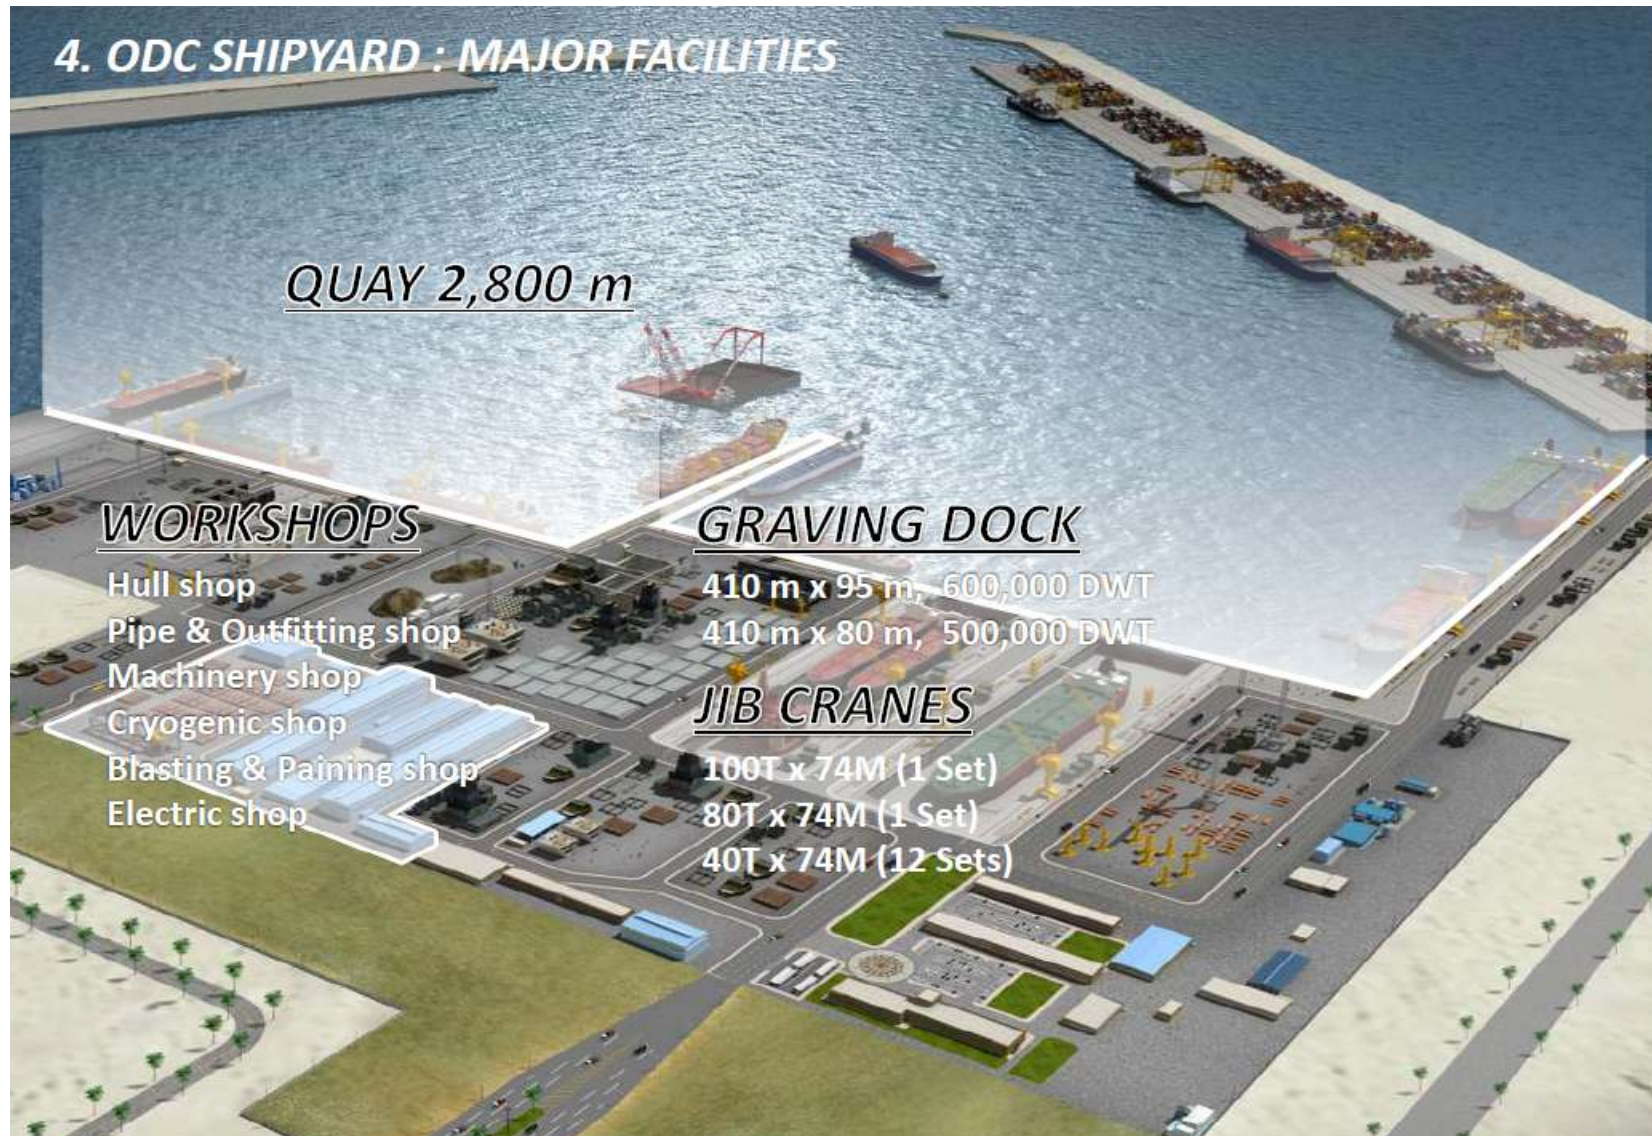 4. ODC SHIPYARD : MAJOR FACILITIES
QUAY 2,800 m
WORKSHOPS
Hull shop
Pipe & Outfitting shop
Machinery shop
Cryogenic shop
Blasting & Paining shop
Electric shop
GRAVING DOCK
410 m x 95 m, 600,000 DWT
410 m x 80 m, 500,000 DWT
JIB CRANES
100T x 74M (1 Set)
80T x 74M (1 Set)
40T x 74M (12 Sets)